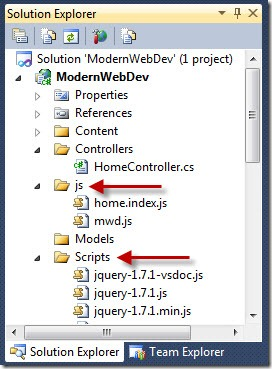 Solution Explorer
Solution 'ModernWebDev' (1 project)
ModernWebDev
Properties
References
Content
Controllers
HomeController.cs
js
home.index.js
mwd.js
Models
Scripts
jquery-1.7.1-vsdoc.js
jquery-1.7.1.js
jquery-1.7.1.min.js
Solution Explorer Team Explorer